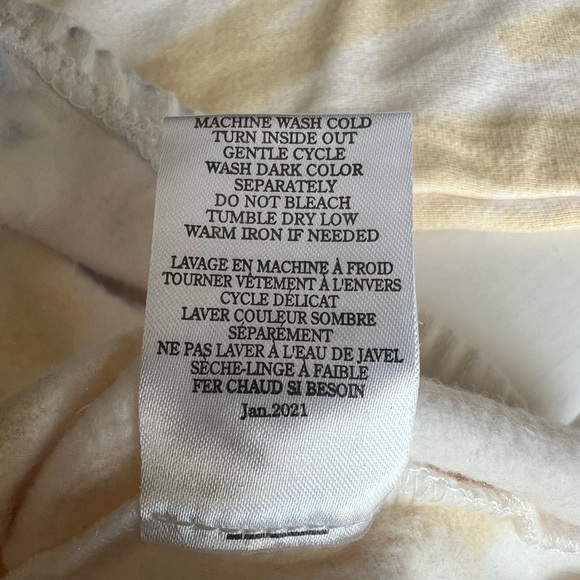 MACHINE WASH COLD
TURN INSIDE OUT
GENTLE CYCLE
WASH DARK COLOR
SEPARATELY
DO NOT BLEACH
TUMBLE DRY LOW
WARM IRON IF NEEDED
LAVAGE EN MACHINE À FROID
TOURNER VÊTEMENT À L'ENVERS
CYCLE DÉLICAT
LAVER COULEUR SOMBRE
SÉPARÉMENT
NE PAS LAVER À L'EAU DE JAVEL
SÈCHE-LINGE À FAIBLE
FER CHAUD SI BESOIN
Jan.2021